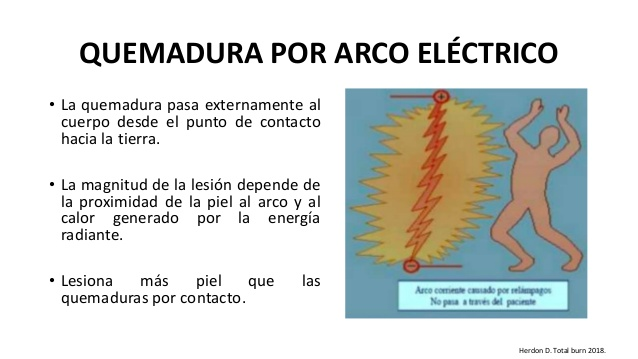 QUEMADURA POR ARCO ELÉCTRICO
• La quemadura pasa externamente al
cuerpo desde el punto de contacto
hacia la tierra.
• La magnitud de la lesión depende de
la proximidad de la piel al arco y al
calor generado por la energía
radiante.
• Lesiona más piel que las
quemaduras por contacto.
+
−
Arco corriente causado por relámpagos
No pasa a través del paciente
Herdon D. Total burn 2018.